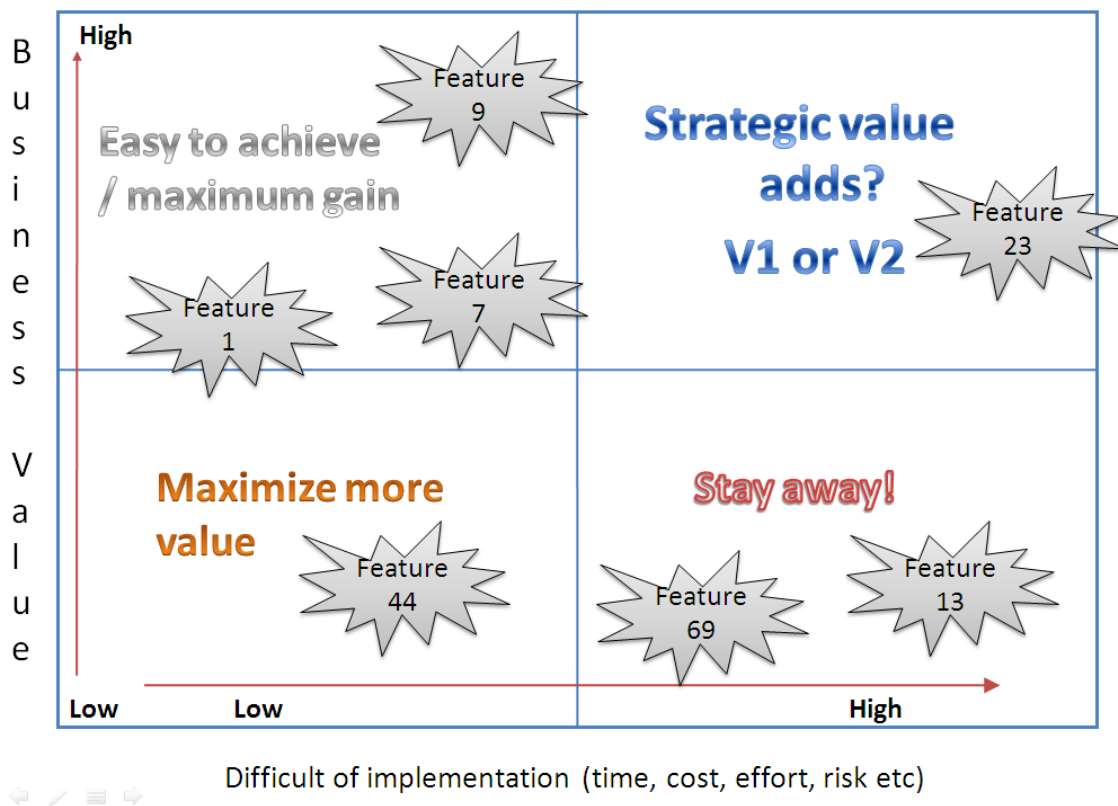 Business Value
High
Feature
9
Easy to achieve
/ maximum gain
Strategic value
adds?
V1 or V2
Feature
23
Feature
7
Feature
1
Maximize more
value
Stay away!
Feature
44
Feature
69
Feature
13
Low
Low
High
Difficult of implementation (time, cost, effort, risk etc)